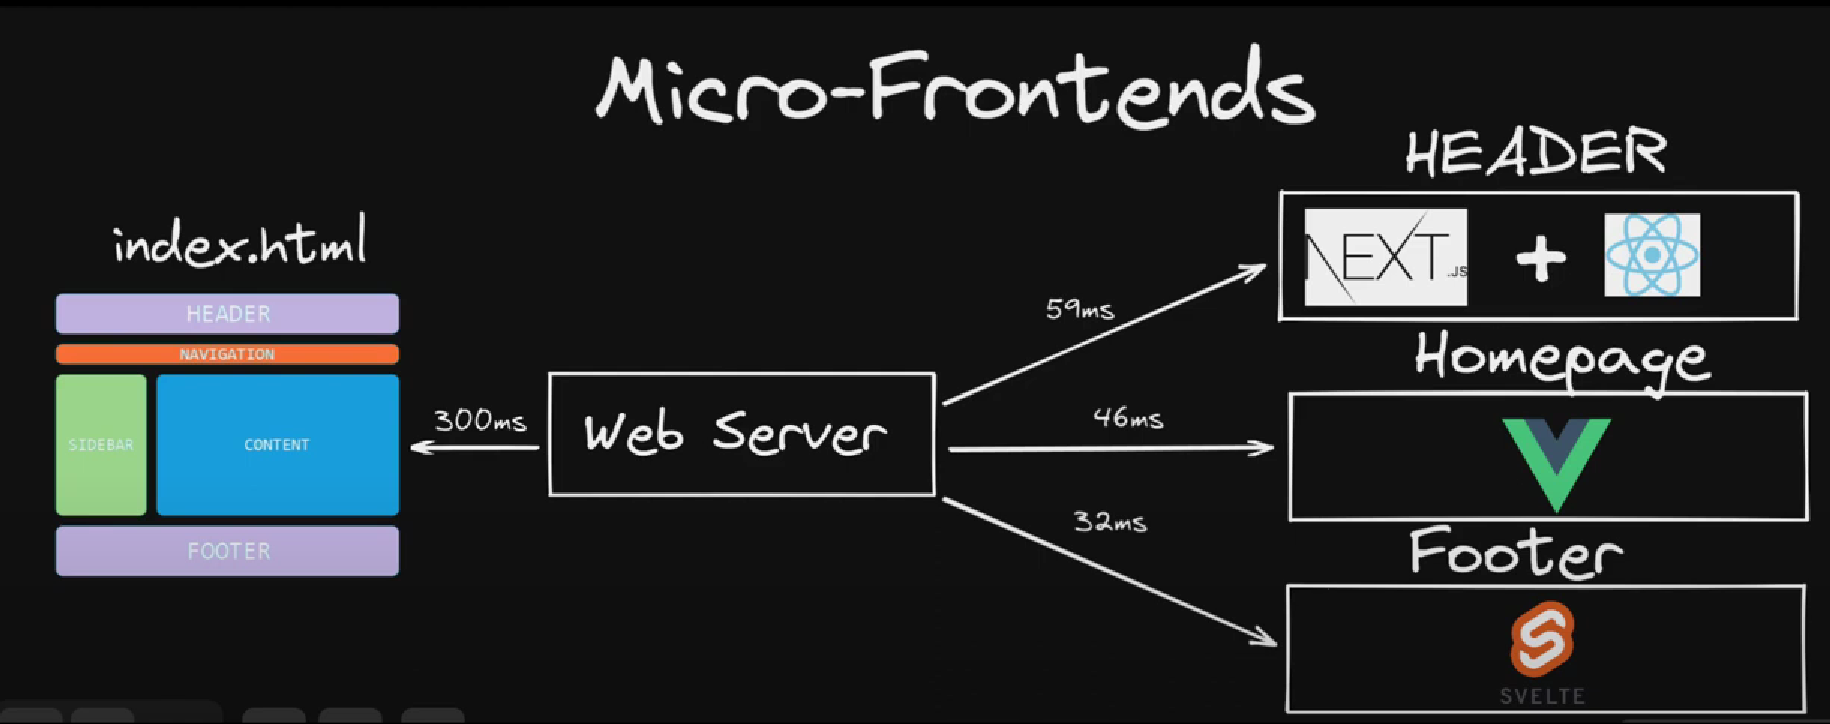 Micro-Frontends
index.html
HEADER
NAVIGATION
SIDEBAR
CONTENT
FOOTER
300ms
Web Server
59ms
46ms
32ms
HEADER
NEXT.JS
+
Homepage
Footer
SVELTE